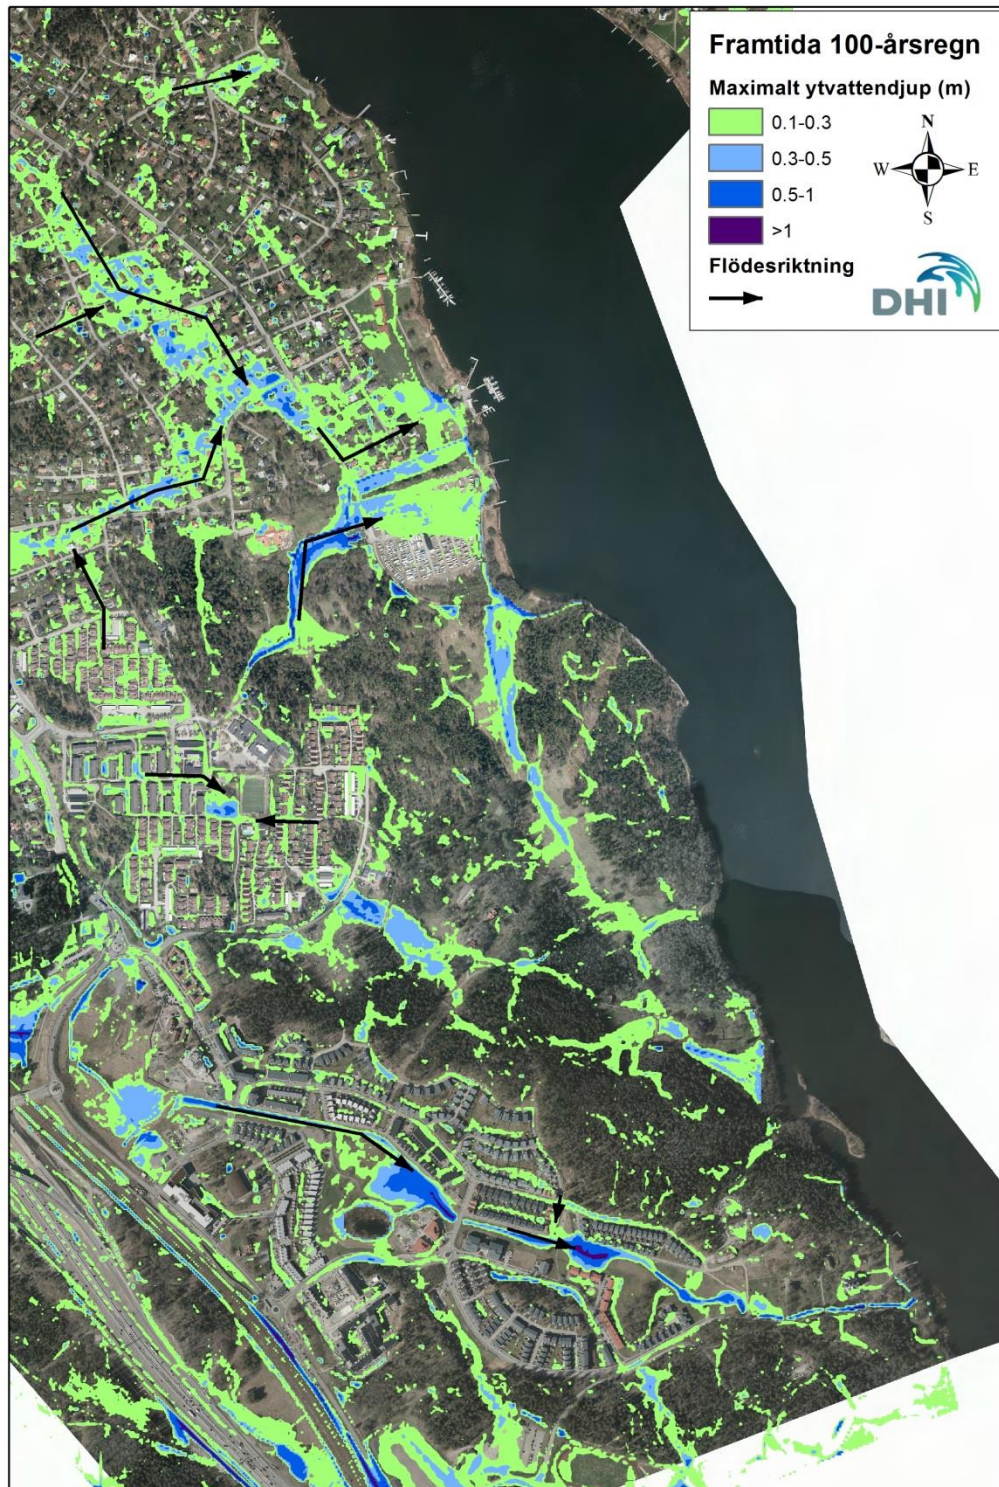 Framtida 100-årsregn
Maximalt ytvattendjup (m)
0.1-0.3
0.3-0.5
0.5-1
>1
N
W E
S
Flödesriktning
DHI